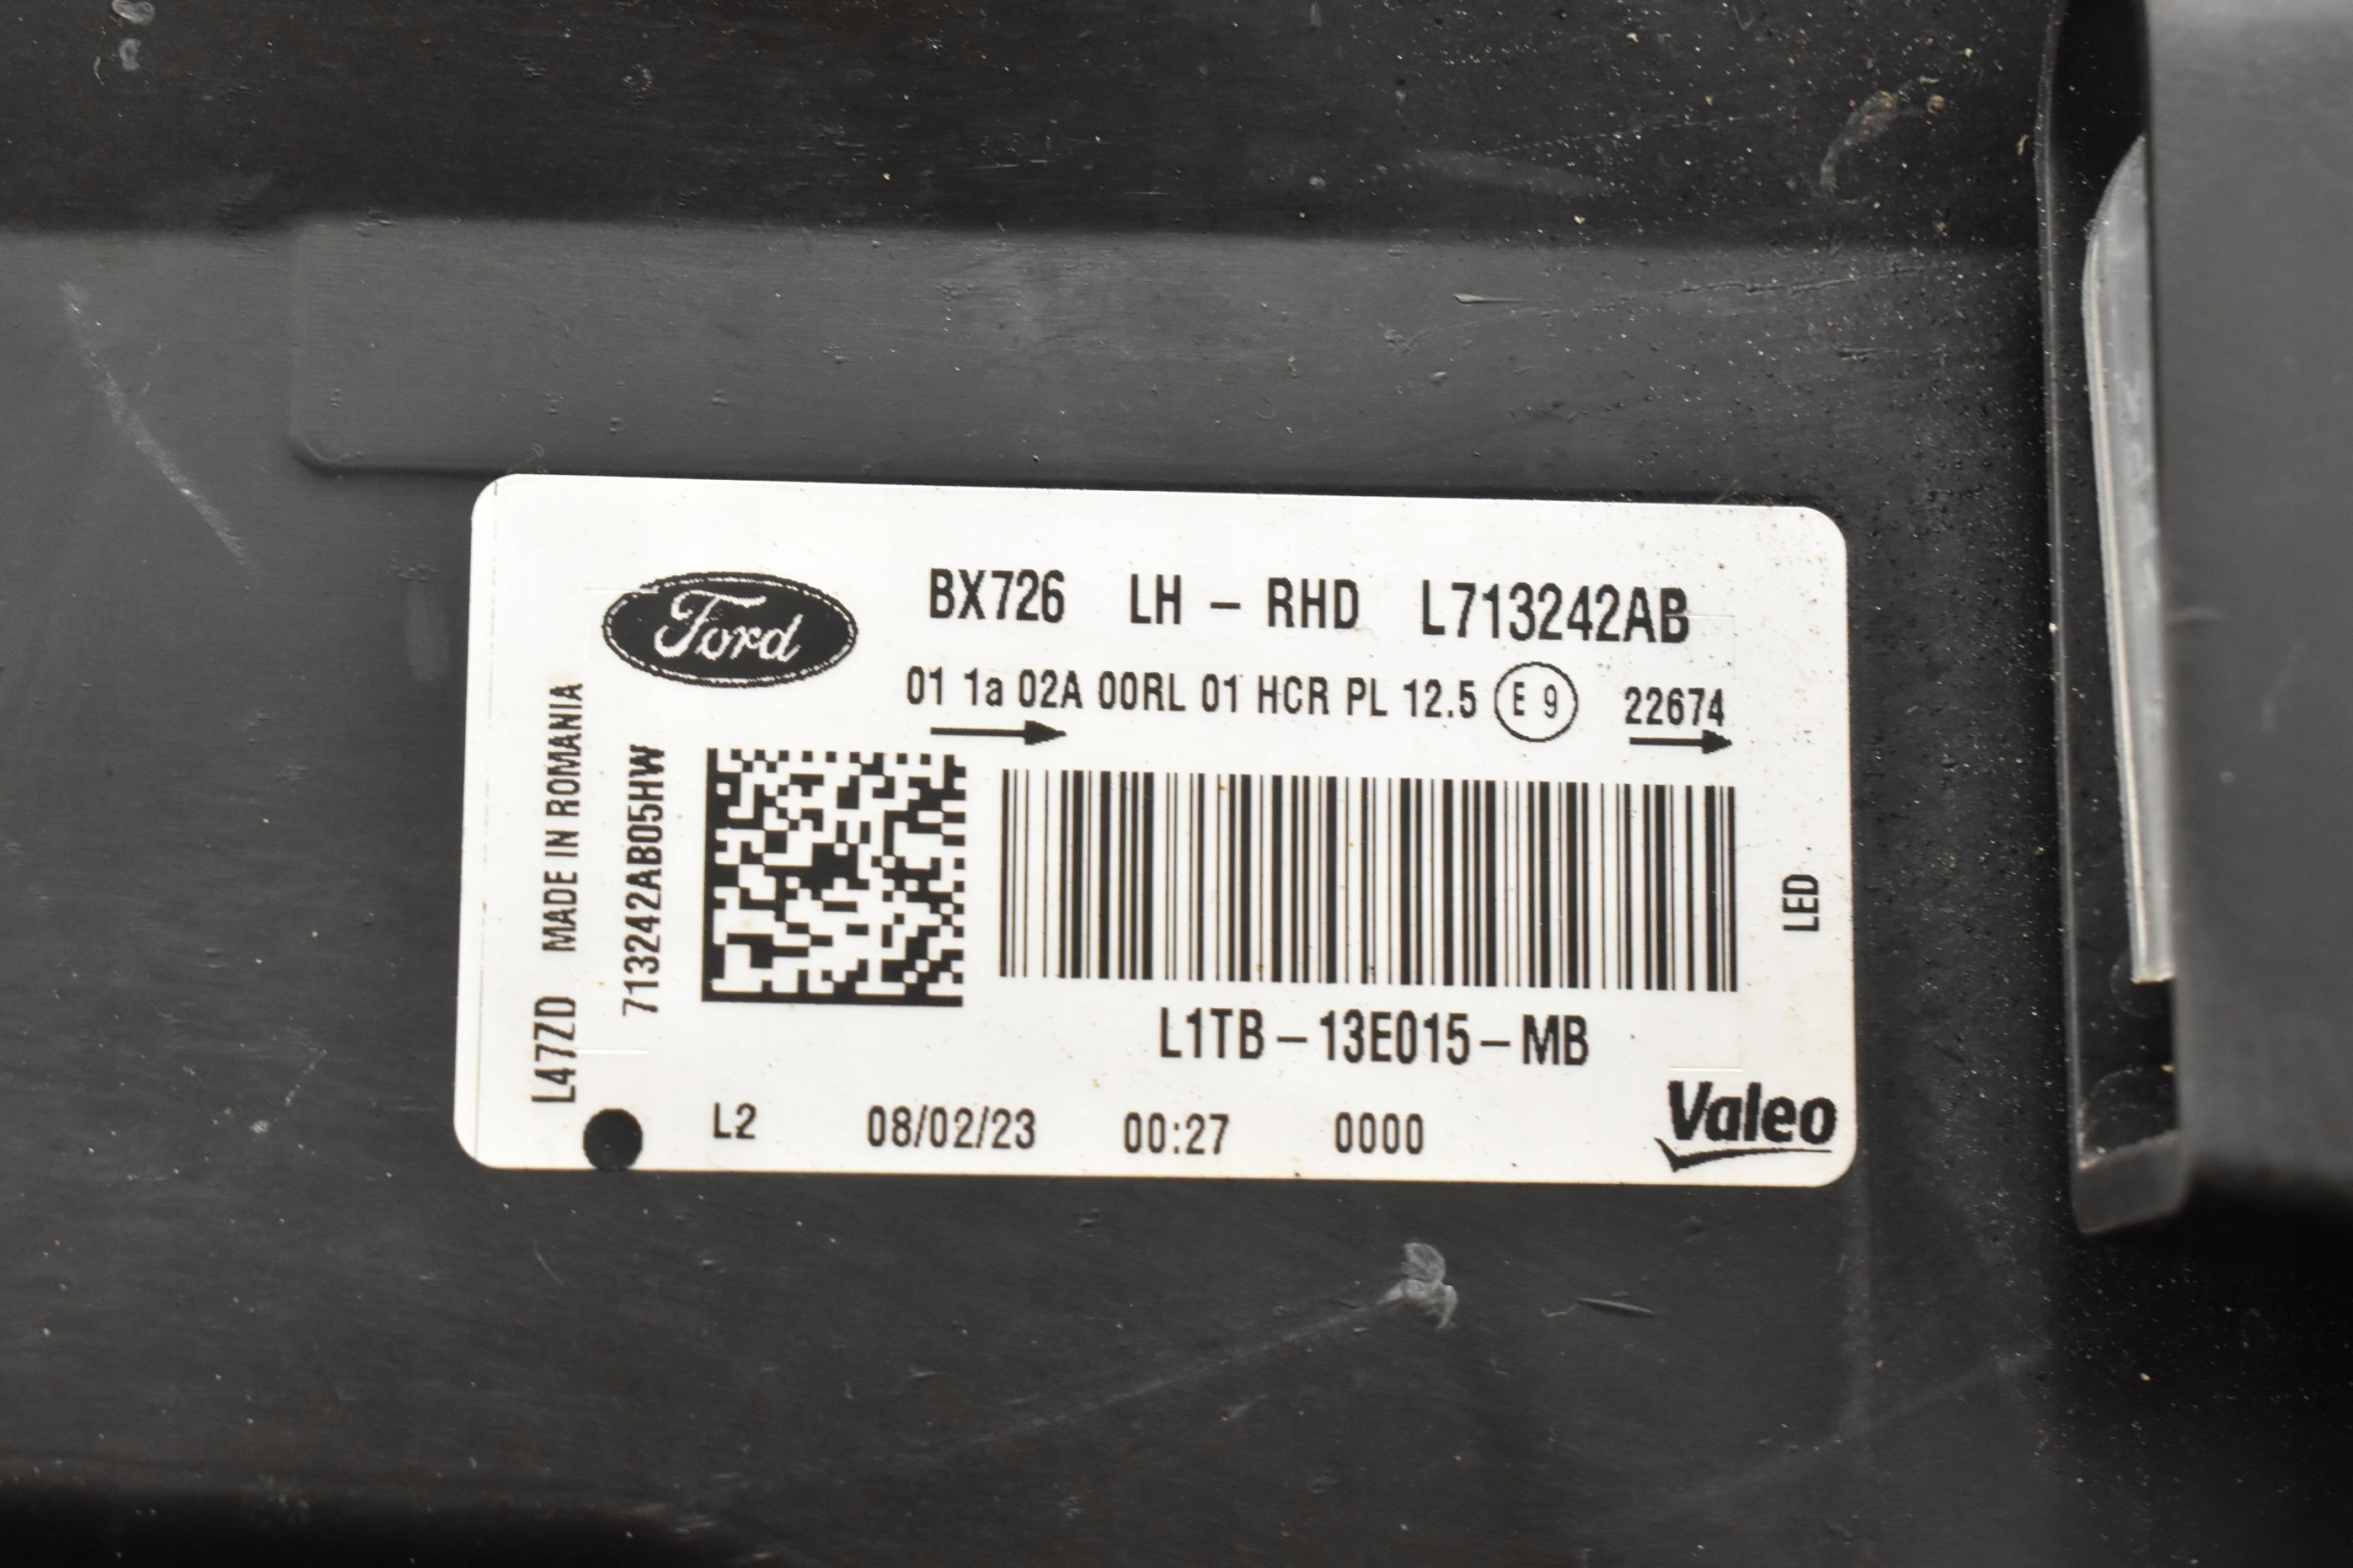 Ford
BX726 LH - RHD L713242AB
01 1a 02A 00RL 01 HCR PL 12.5 E 9 22674
L47ZD MADE IN ROMANIA
713242AB05HW
LED
L1TB-13E015-MB
L2 08/02/23 00:27 0000
Valeo